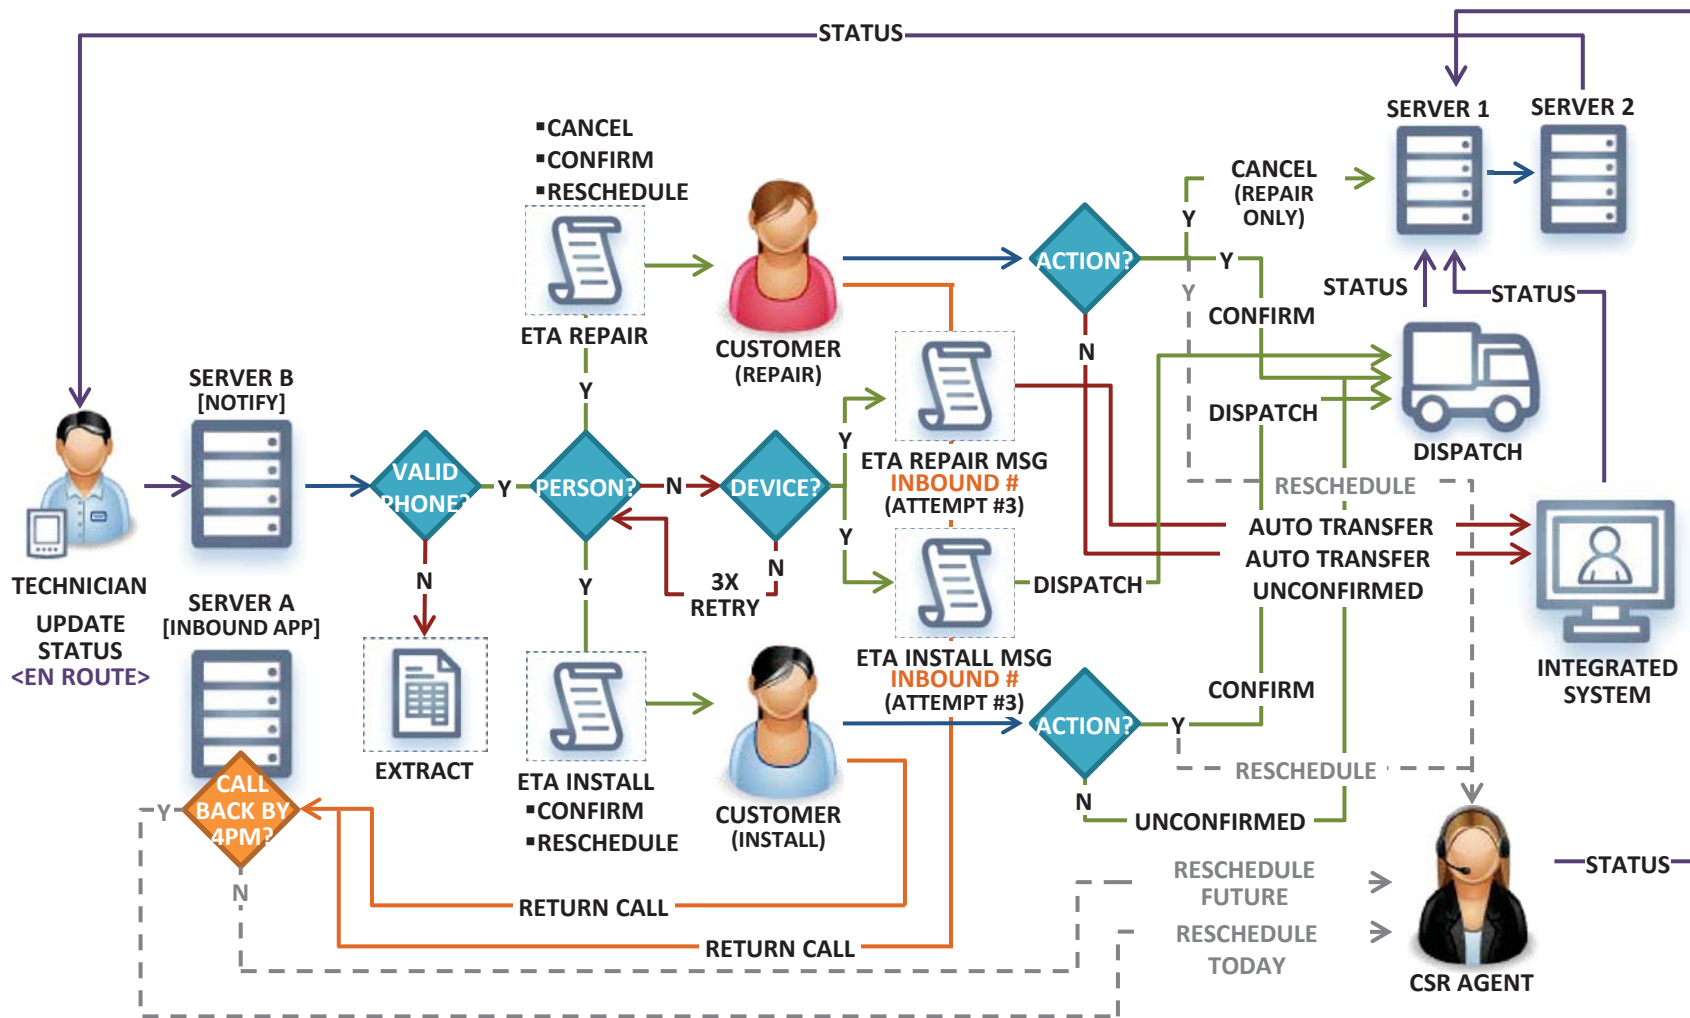 STATUS
SERVER 1
SERVER 2
▪CANCEL
▪CONFIRM
▪RESCHEDULE
CANCEL
(REPAIR
ONLY)
Y
ACTION?
Y
Y
STATUS
STATUS
CONFIRM
ETA REPAIR
CUSTOMER
(REPAIR)
N
SERVER B
[NOTIFY]
Y
DISPATCH
DISPATCH
Y
VALID
PHONE?
Y
PERSON?
N
DEVICE?
ETA REPAIR MSG
INBOUND #
(ATTEMPT #3)
RESCHEDULE
AUTO TRANSFER
Y
AUTO TRANSFER
N
Y
3X
RETRY
N
DISPATCH
UNCONFIRMED
TECHNICIAN
UPDATE
STATUS
<EN ROUTE>
SERVER A
[INBOUND APP]
ETA INSTALL MSG
INBOUND #
(ATTEMPT #3)
CONFIRM
INTEGRATED
SYSTEM
ACTION?
Y
EXTRACT
ETA INSTALL
▪CONFIRM
▪RESCHEDULE
CUSTOMER
(INSTALL)
RESCHEDULE
N
UNCONFIRMED
Y
CALL
BACK BY
4PM?
N
RETURN CALL
RETURN CALL
RESCHEDULE
FUTURE
RESCHEDULE
TODAY
STATUS
CSR AGENT